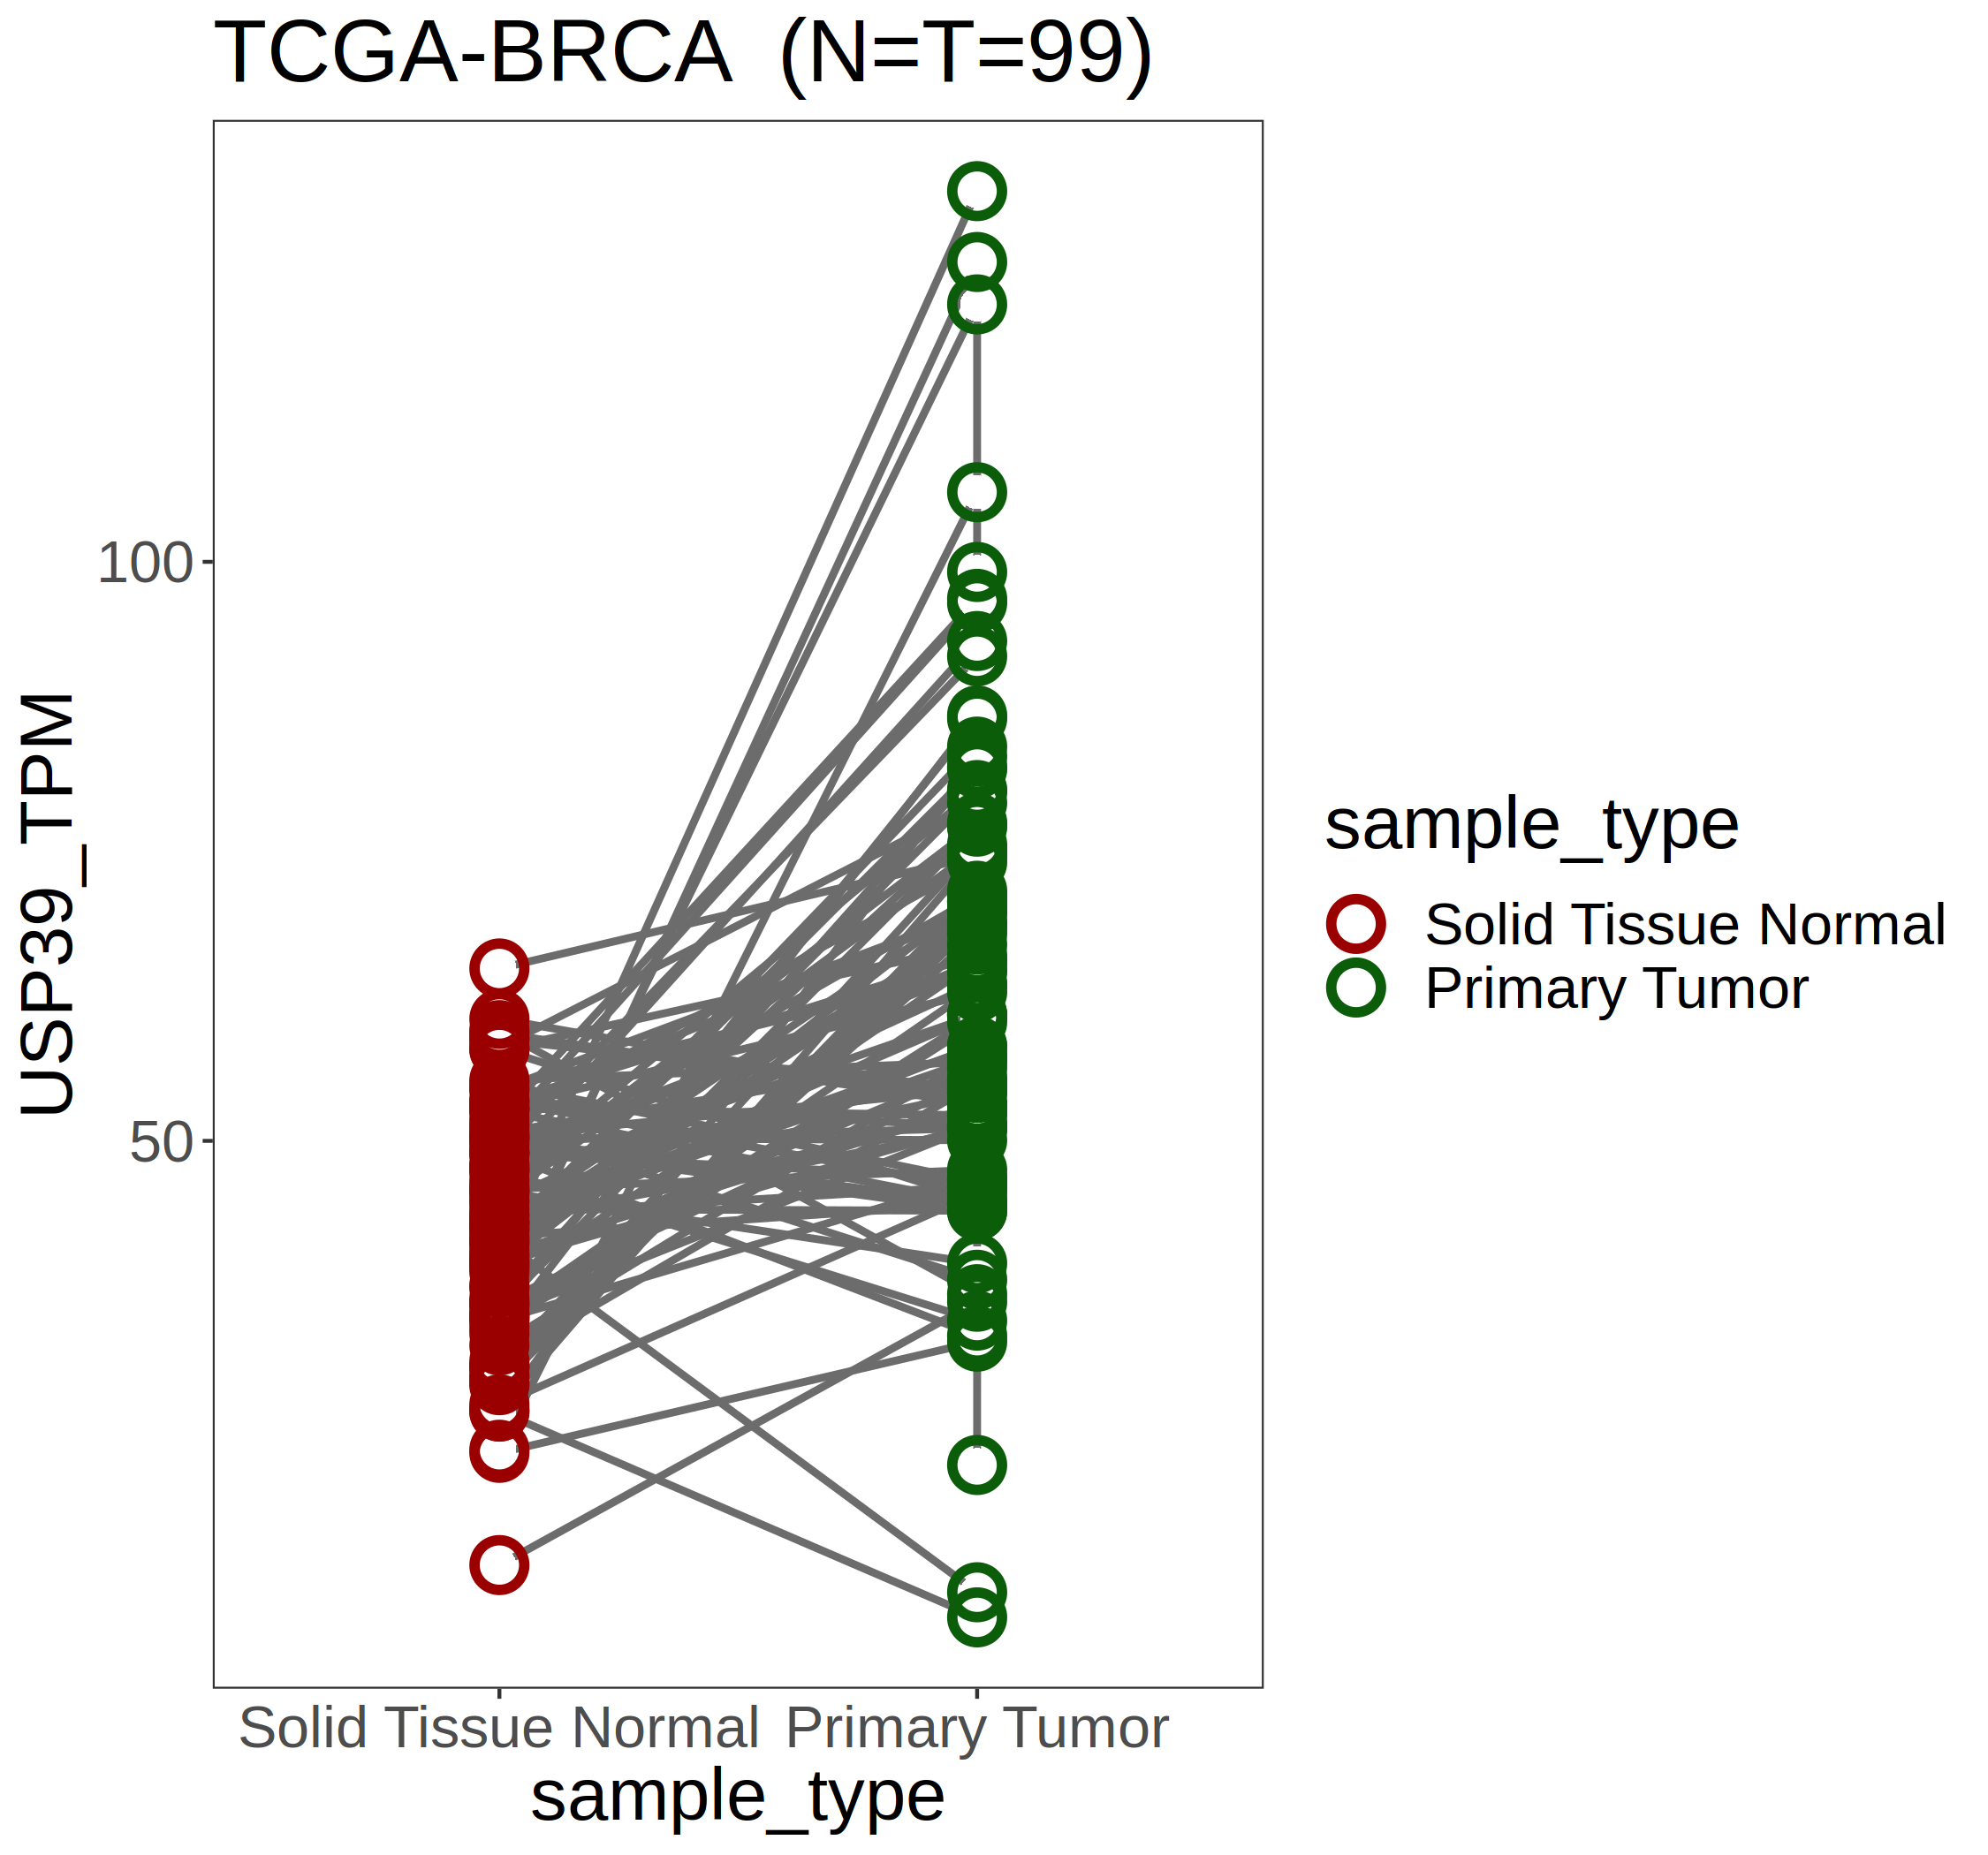 TCGA-BRCA  (N=T=99)
USP39_TPM
100
50
Solid Tissue Normal
Primary Tumor
sample_type
sample_type
Solid Tissue Normal
Primary Tumor